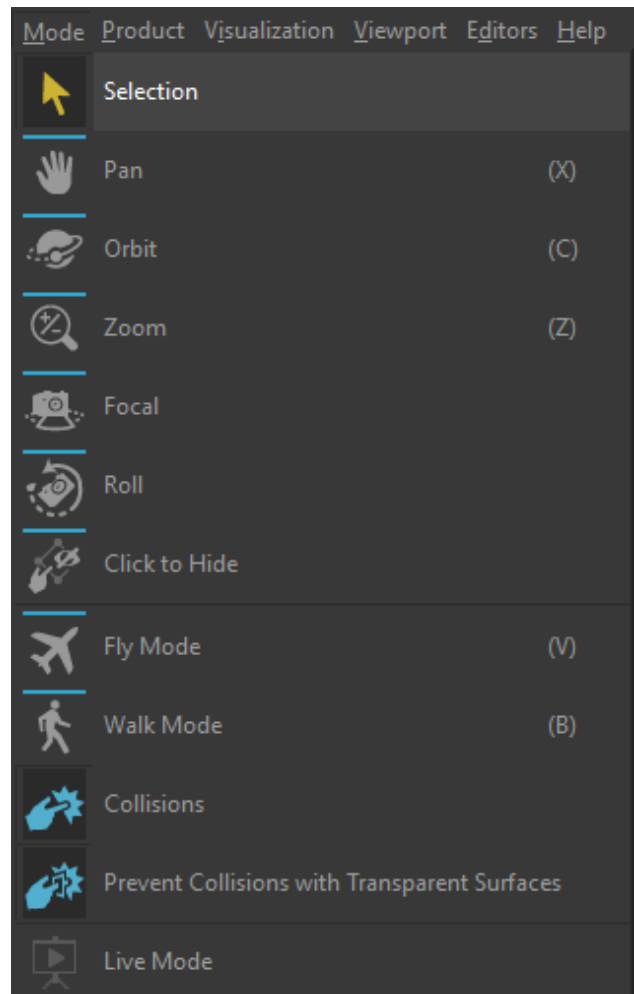 Mode Product Visualization Viewport Editors Help
Selection
Pan (X)
Orbit (C)
Zoom (Z)
Focal
Roll
Click to Hide
Fly Mode (V)
Walk Mode (B)
Collisions
Prevent Collisions with Transparent Surfaces
Live Mode